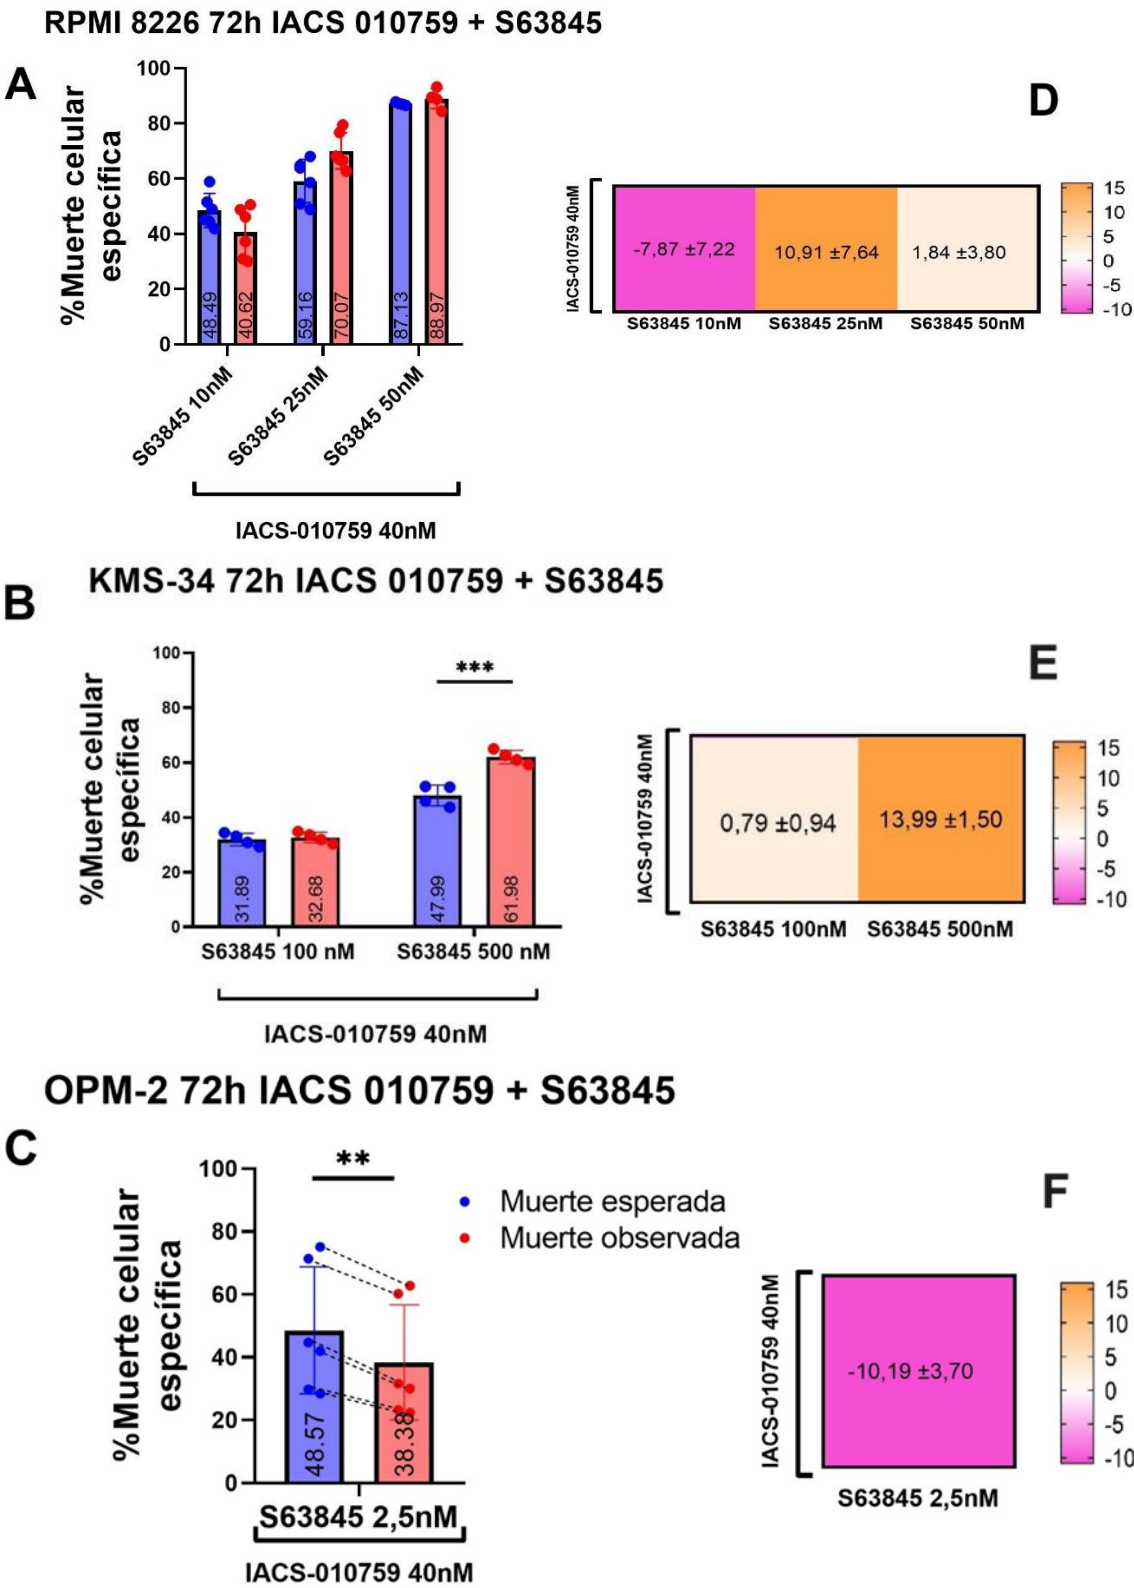 RPMI 8226 72h IACS 010759 + S63845
A
%Muerte celular
específica
100
80
60
40
20
0
48.49
40.62
59.16
70.07
87.13
88.97
S63845 10nM
S63845 25nM
S63845 50nM
IACS-010759 40nM
D
IACS-010759 40nM
-7,87 ±7,22
10,91 ±7,64
1,84 ±3,80
S63845 10nM
S63845 25nM
S63845 50nM
15
10
5
0
-5
-10
KMS-34 72h IACS 010759 + S63845
B
%Muerte celular
específica
100
80
60
40
20
0
***
31.89
32.68
47.99
61.98
S63845 100 nM
S63845 500 nM
IACS-010759 40nM
E
IACS-010759 40nM
0,79 ±0,94
13,99 ±1,50
S63845 100nM
S63845 500nM
15
10
5
0
-5
-10
OPM-2 72h IACS 010759 + S63845
C
%Muerte celular
específica
100
80
60
40
20
0
**
48.57
38.38
S63845 2,5nM
IACS-010759 40nM
Muerte esperada
Muerte observada
F
IACS-010759 40nM
-10,19 ±3,70
S63845 2,5nM
15
10
5
0
-5
-10